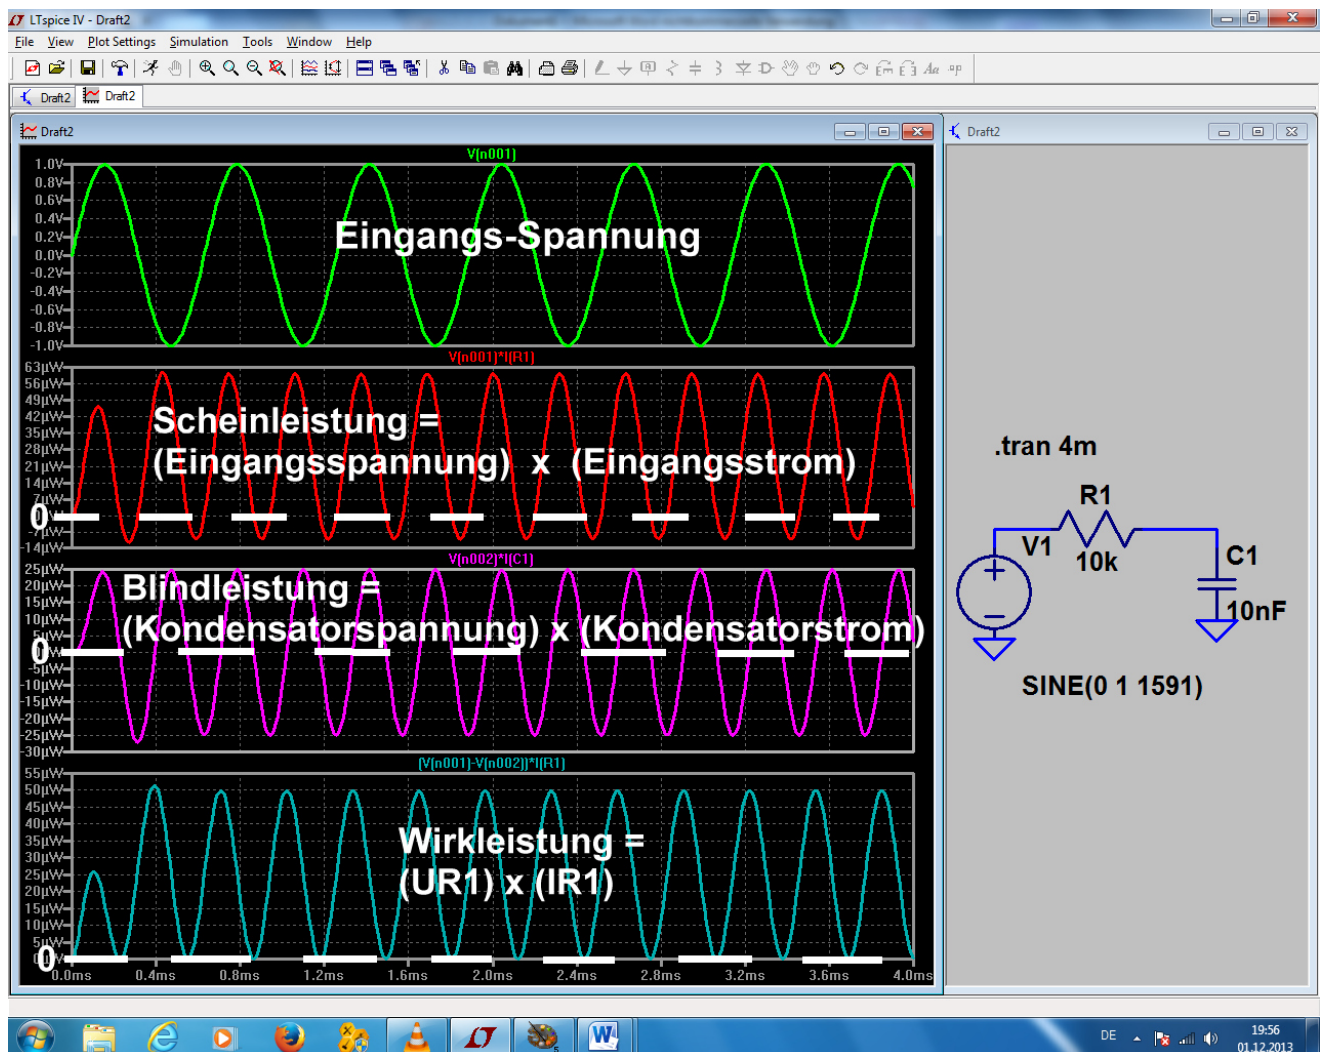 LTspice IV - Draft2
File View Plot Settings Simulation Tools Window Help
Draft2 Draft2
Draft2
V(n001)
1.0V
0.8V
0.6V
0.4V
0.2V
0.0V
-0.2V
-0.4V
-0.6V
-0.8V
-1.0V
Eingangs-Spannung
V(n001)*I(R1)
63µW
56µW
49µW
42µW
35µW
28µW
21µW
14µW
7µW
0
-7µW
-14µW
Scheinleistung =
(Eingangsspannung) x (Eingangsstrom)
V(n002)*I(C1)
25µW
20µW
15µW
10µW
5µW
0
-5µW
-10µW
-15µW
-20µW
-25µW
-30µW
Blindleistung =
(Kondensatorspannung) x (Kondensatorstrom)
(V(n001)-V(n002))*I(R1)
55µW
50µW
45µW
40µW
35µW
30µW
25µW
20µW
15µW
10µW
5µW
0
Wirkleistung =
(UR1) x (IR1)
0.0ms 0.4ms 0.8ms 1.2ms 1.6ms 2.0ms 2.4ms 2.8ms 3.2ms 3.6ms 4.0ms
Draft2
.tran 4m
R1
10k
V1
C1
10nF
SINE(0 1 1591)
DE
19:56
01.12.2013